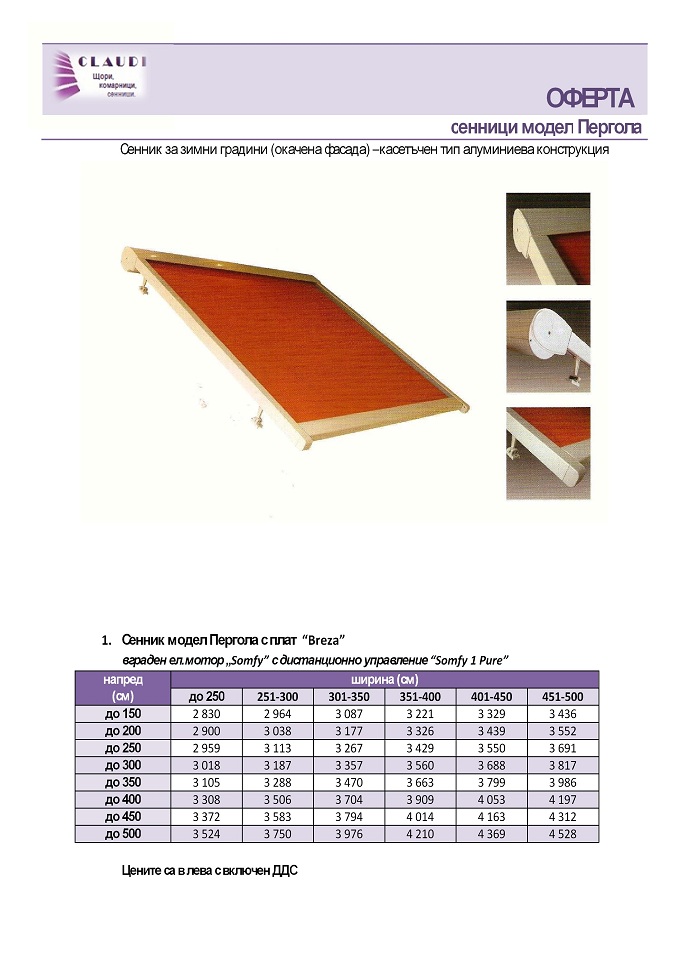 CLAUDI
Щори,
комарници,
сенници.
ОФЕРТА
сенници модел Пергола
Сенник за зимни градини (окачена фасада) –касетъчен тип алуминиева конструкция
1. Сенник модел Пергола с плат “Breza”
вграден ел.мотор „Somfy” с дистанционно управление “Somfy 1 Pure”
напред (см) ширина (см)
до 250 251-300 301-350 351-400 401-450 451-500
до 150 2 830 2 964 3 087 3 221 3 329 3 436
до 200 2 900 3 038 3 177 3 326 3 439 3 552
до 250 2 959 3 113 3 267 3 429 3 550 3 691
до 300 3 018 3 187 3 357 3 560 3 688 3 817
до 350 3 105 3 288 3 470 3 663 3 799 3 986
до 400 3 308 3 506 3 704 3 909 4 053 4 197
до 450 3 372 3 583 3 794 4 014 4 163 4 312
до 500 3 524 3 750 3 976 4 210 4 369 4 528
Цените са в лева с включен ДДС